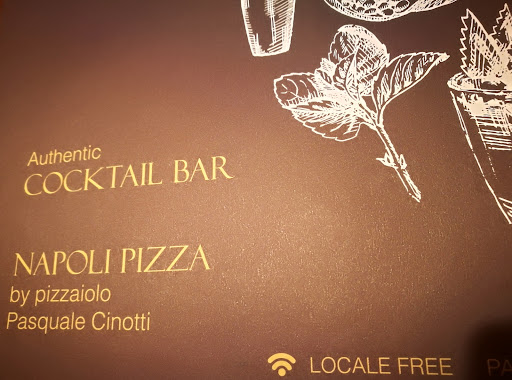 Authentic
COCKTAIL BAR
NAPOLI PIZZA
by pizzaiolo
Pasquale Cinotti
LOCALE FREE